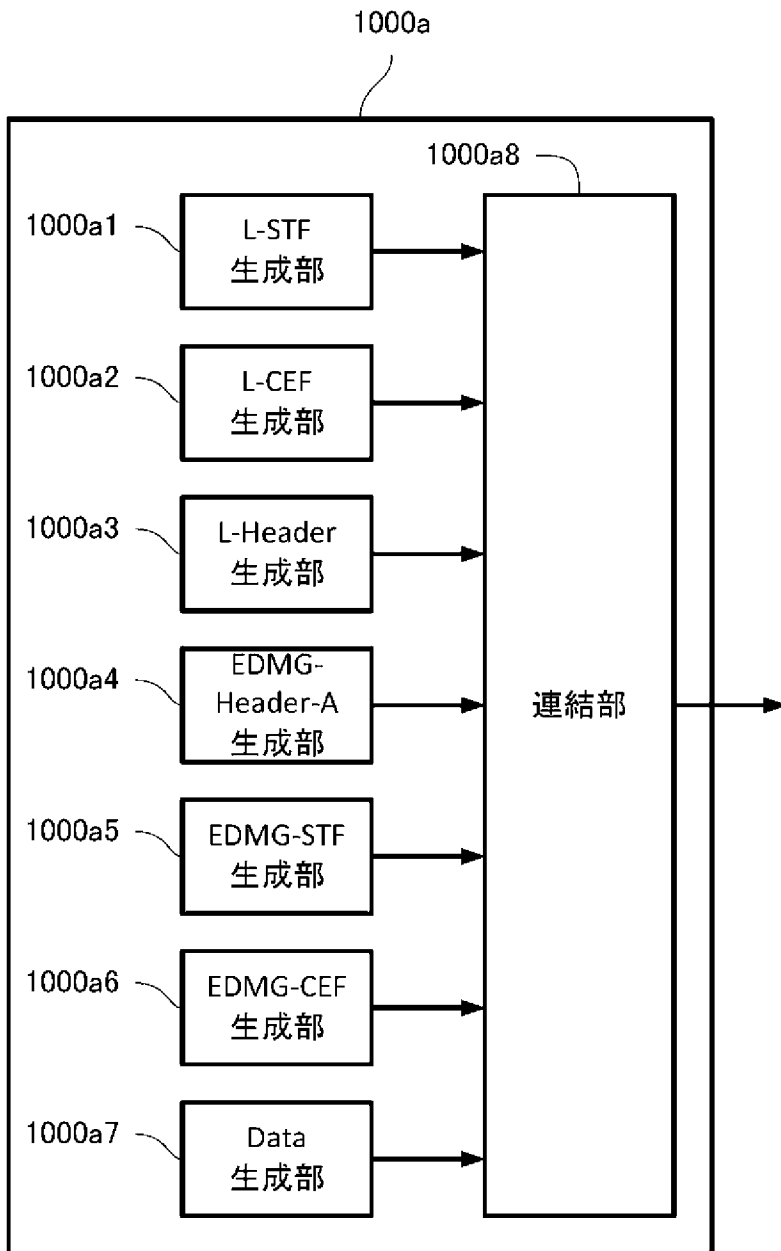 1000a
1000a8
1000a1
L-STF
生成部
1000a2
L-CEF
生成部
1000a3
L-Header
生成部
1000a4
EDMG-
Header-A
生成部
連結部
1000a5
EDMG-STF
生成部
1000a6
EDMG-CEF
生成部
1000a7
Data
生成部